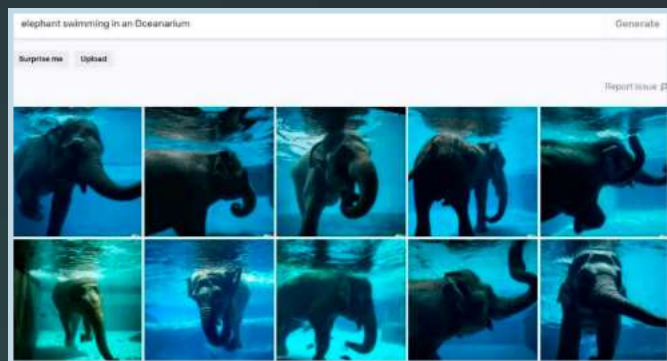 elephant swimming in an Oceanarium
Generate
Surprise me
Upload
Report issue